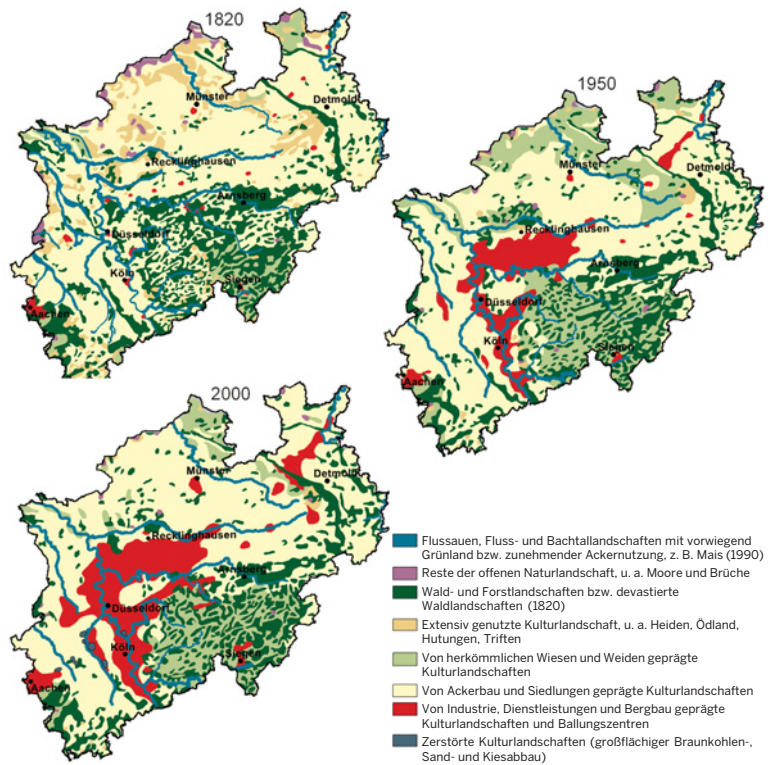 1820
Münster
Detmold
Recklinghausen
Arnsberg
Düsseldorf
Köln
Siegen
Aachen
1950
Münster
Detmold
Recklinghausen
Arnsberg
Düsseldorf
Köln
Siegen
Aachen
2000
Münster
Detmold
Recklinghausen
Arnsberg
Düsseldorf
Köln
Siegen
Aachen
Flussauen, Fluss- und Bachtallandschaften mit vorwiegend
Grünland bzw. zunehmender Ackernutzung, z. B. Mais (1990)
Reste der offenen Naturlandschaft, u. a. Moore und Brüche
Wald- und Forstlandschaften bzw. devastierte
Waldlandschaften (1820)
Extensiv genutzte Kulturlandschaft, u. a. Heiden, Ödland,
Hutungen, Triften
Von herkömmlichen Wiesen und Weiden geprägte
Kulturlandschaften
Von Ackerbau und Siedlungen geprägte Kulturlandschaften
Von Industrie, Dienstleistungen und Bergbau geprägte
Kulturlandschaften und Ballungszentren
Zerstörte Kulturlandschaften (großflächiger Braunkohlen-,
Sand- und Kiesabbau)